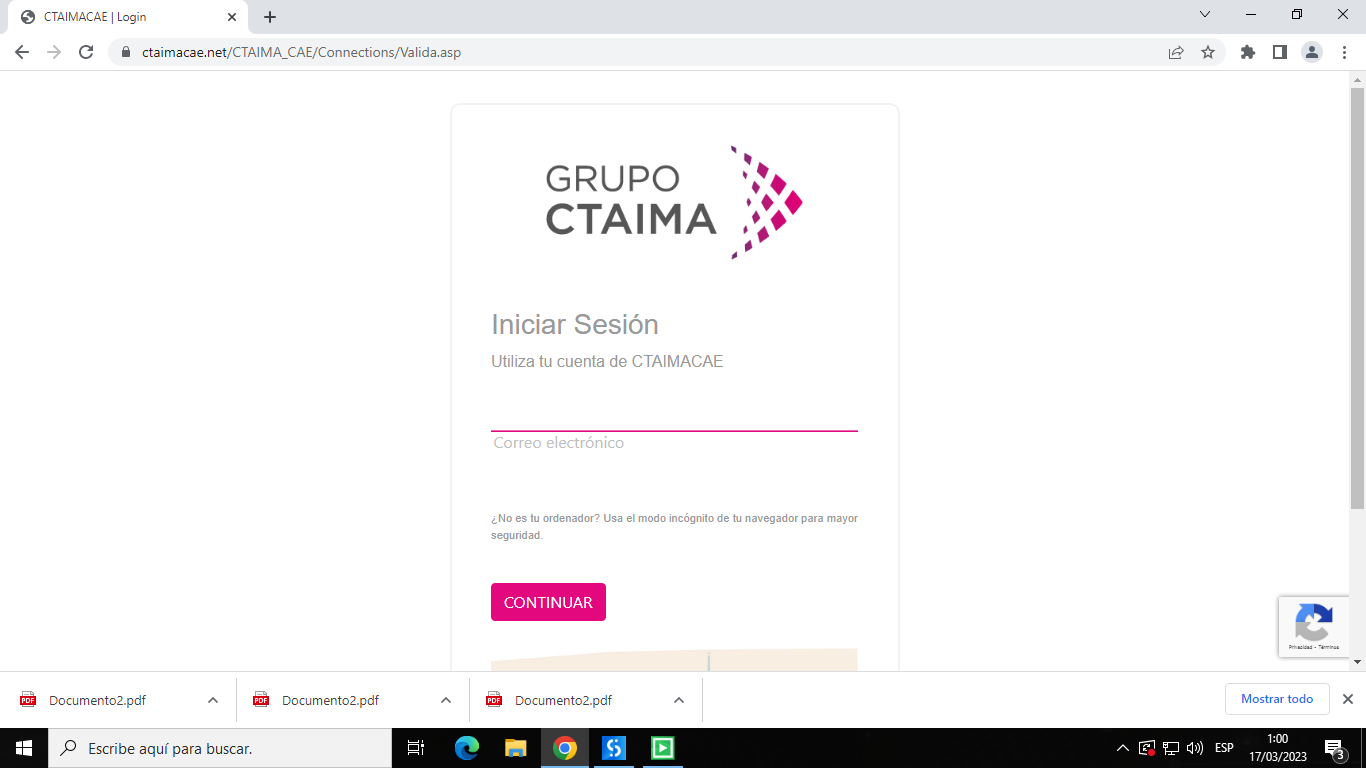 CTAIMACAE | Login
ctaimacae.net/CTAIMA_CAE/Connections/Valida.asp
GRUPO
CTAIMA
Iniciar Sesión
Utiliza tu cuenta de CTAIMACAE
Correo electrónico
¿No es tu ordenador? Usa el modo incógnito de tu navegador para mayor
seguridad.
CONTINUAR
Privacidad - Términos
PDF Documento2.pdf
PDF Documento2.pdf
PDF Documento2.pdf
Mostrar todo
Escribe aquí para buscar.
ESP
1:00
17/03/2023
3